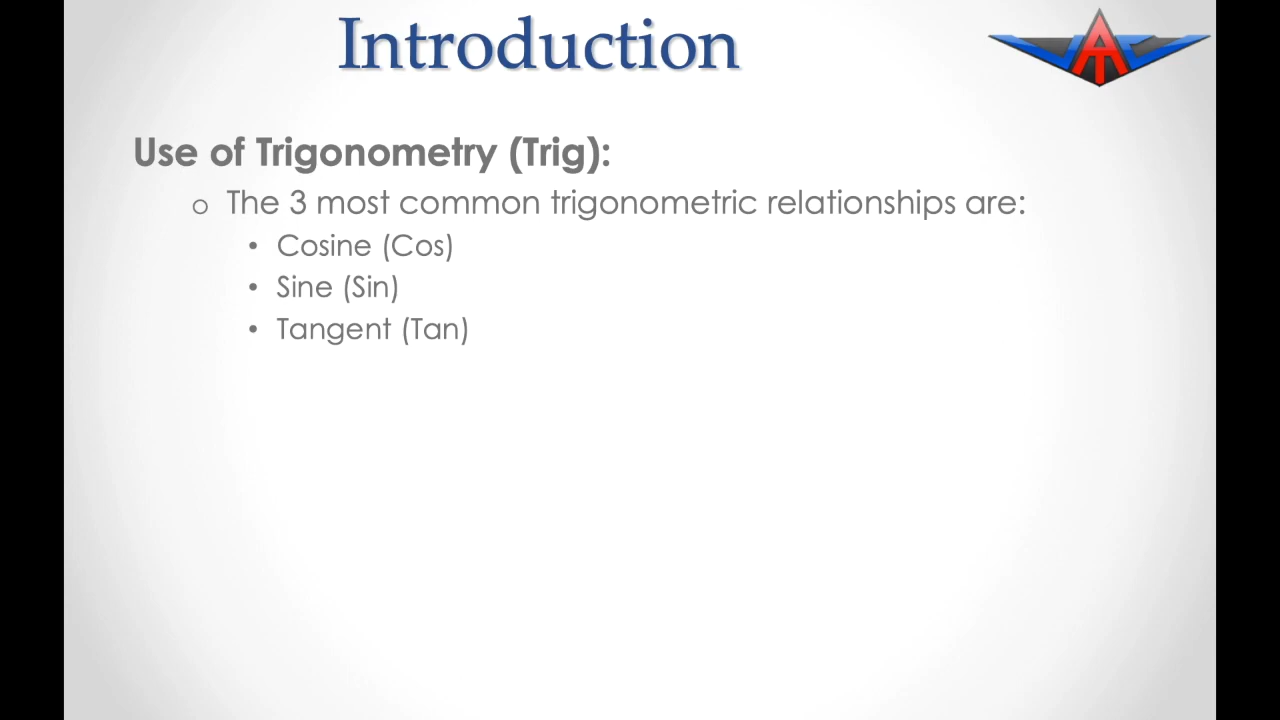 Introduction
Use of Trigonometry (Trig):
o The 3 most common trigonometric relationships are:
• Cosine (Cos)
• Sine (Sin)
• Tangent (Tan)